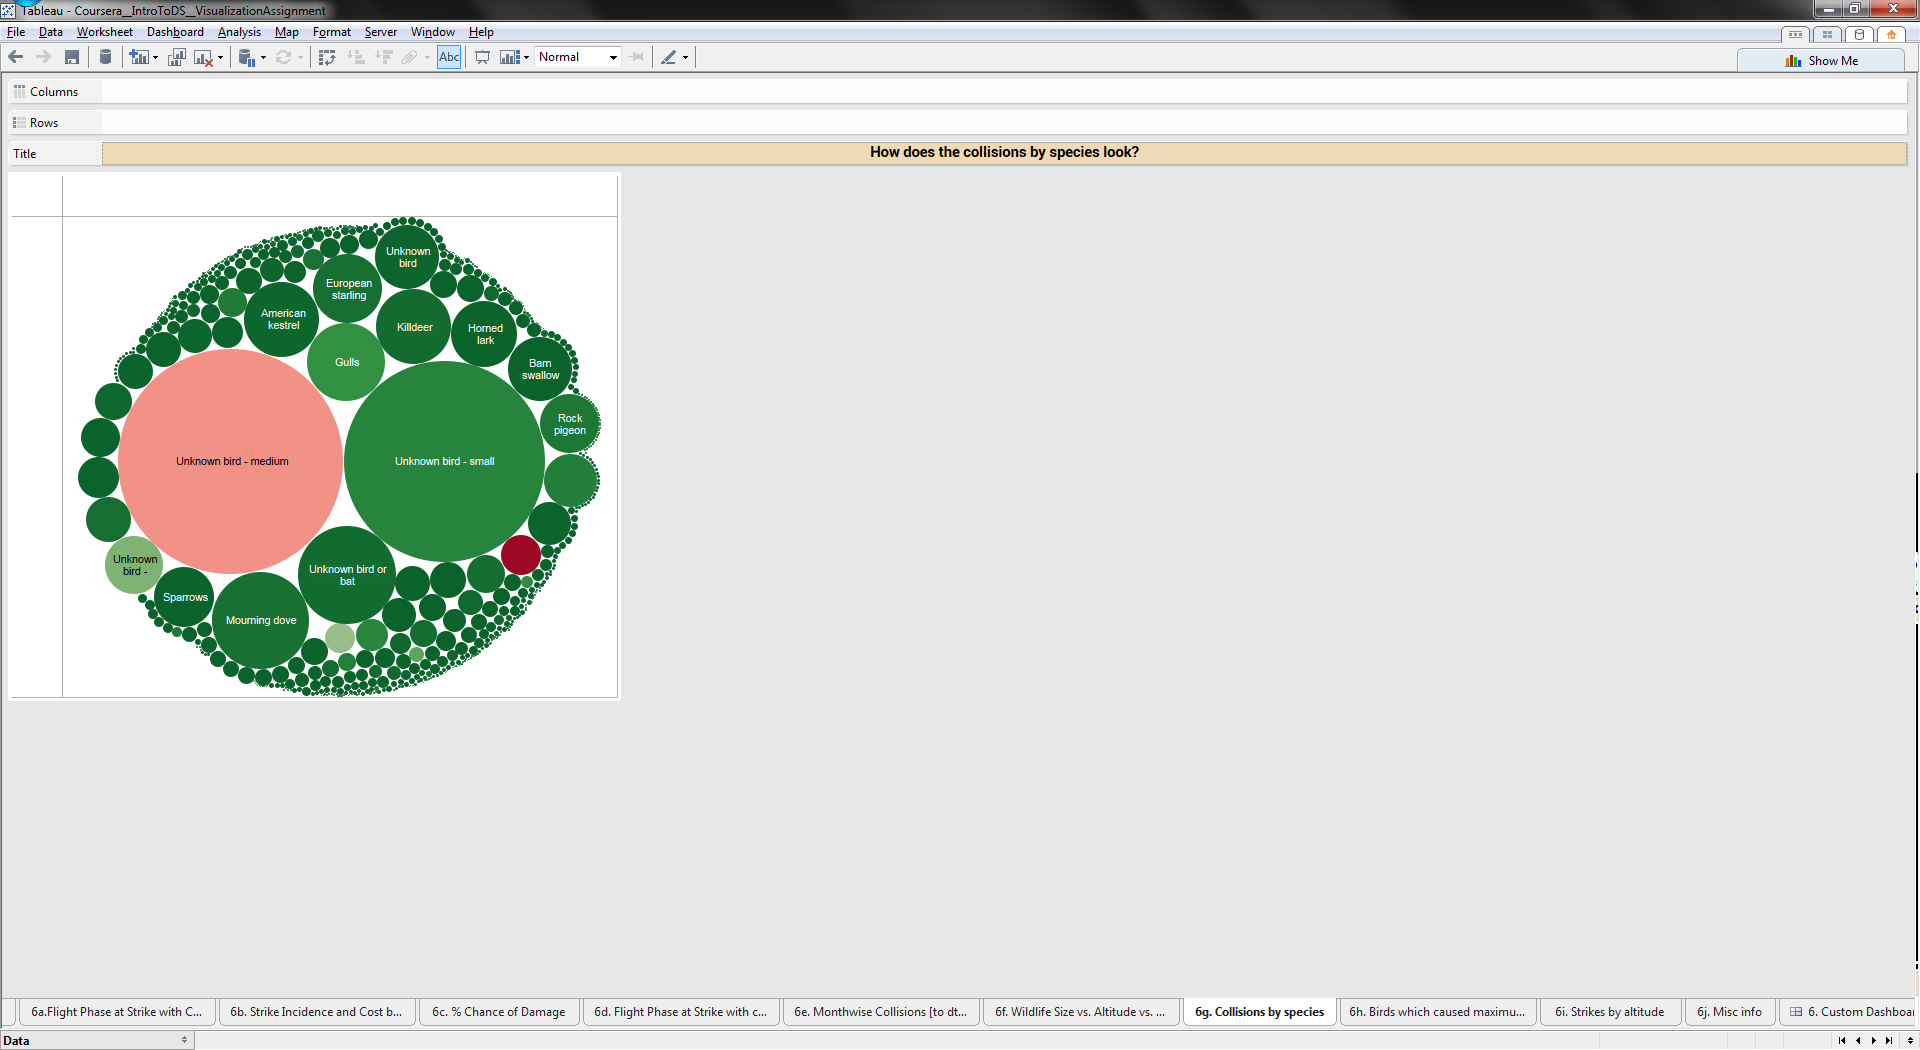 Tableau - Coursera__IntroToDS__VisualizationAssignment
File Data Worksheet Dashboard Analysis Map Format Server Window Help
Abc Normal
Show Me
Columns
Rows
Title How does the collisions by species look?
Unknown
bird
European
starling
American
kestrel
Killdeer
Horned
lark
Gulls
Barn
swallow
Rock
pigeon
Unknown bird - medium
Unknown bird - small
Unknown
bird -
Unknown bird or
bat
Sparrows
Mourning dove
6a.Flight Phase at Strike with C... 6b. Strike Incidence and Cost b... 6c. % Chance of Damage 6d. Flight Phase at Strike with c... 6e. Monthwise Collisions [to dt... 6f. Wildlife Size vs. Altitude vs. ... 6g. Collisions by species 6h. Birds which caused maximu... 6i. Strikes by altitude 6j. Misc info 6. Custom Dashboar
Data